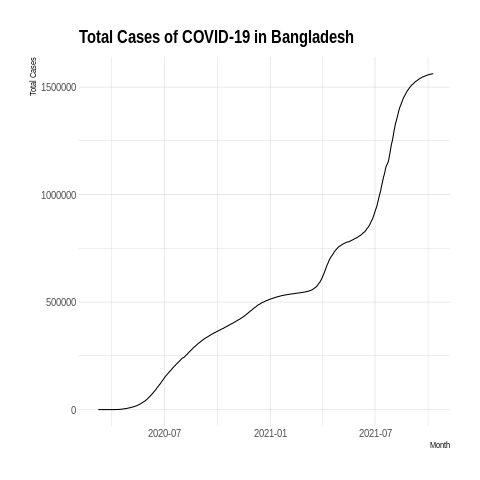 Total Cases of COVID-19 in Bangladesh
Total Cases
1500000
1000000
500000
0
2020-07
2021-01
2021-07
Month